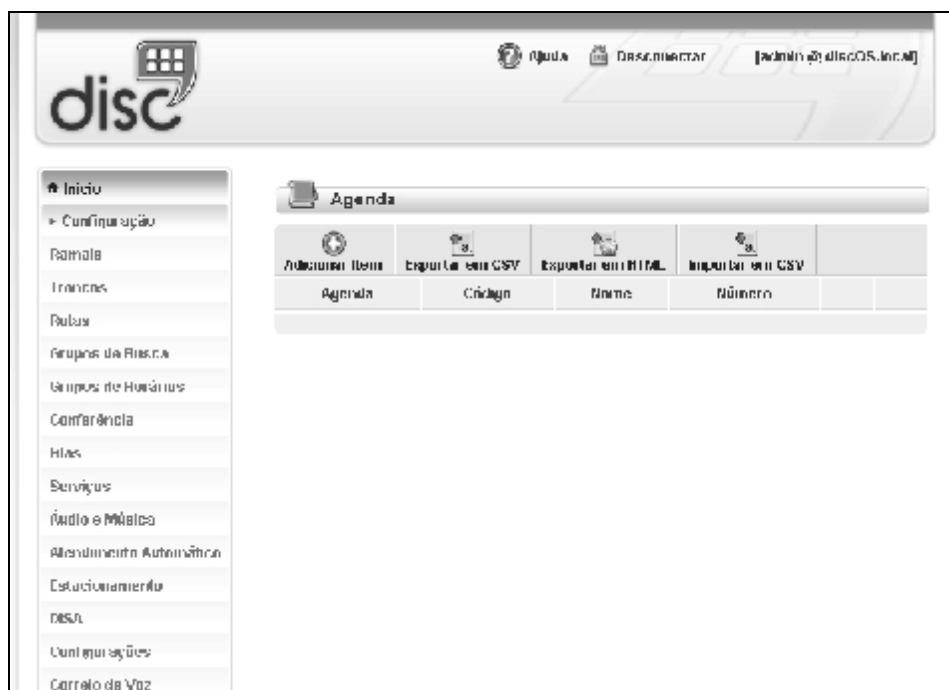 disc
Ajuda Desconectar [admin@discOS.local]
Início
Configuração
Ramais
Troncos
Rotas
Grupos de Busca
Grupos de Horários
Conferência
Filas
Serviços
Áudio e Música
Atendimento Automático
Estacionamento
DISA
Configurações
Correio de Voz
Agenda
Adicionar Item Exportar em CSV Exportar em HTML Importar em CSV
Agenda Código Nome Número